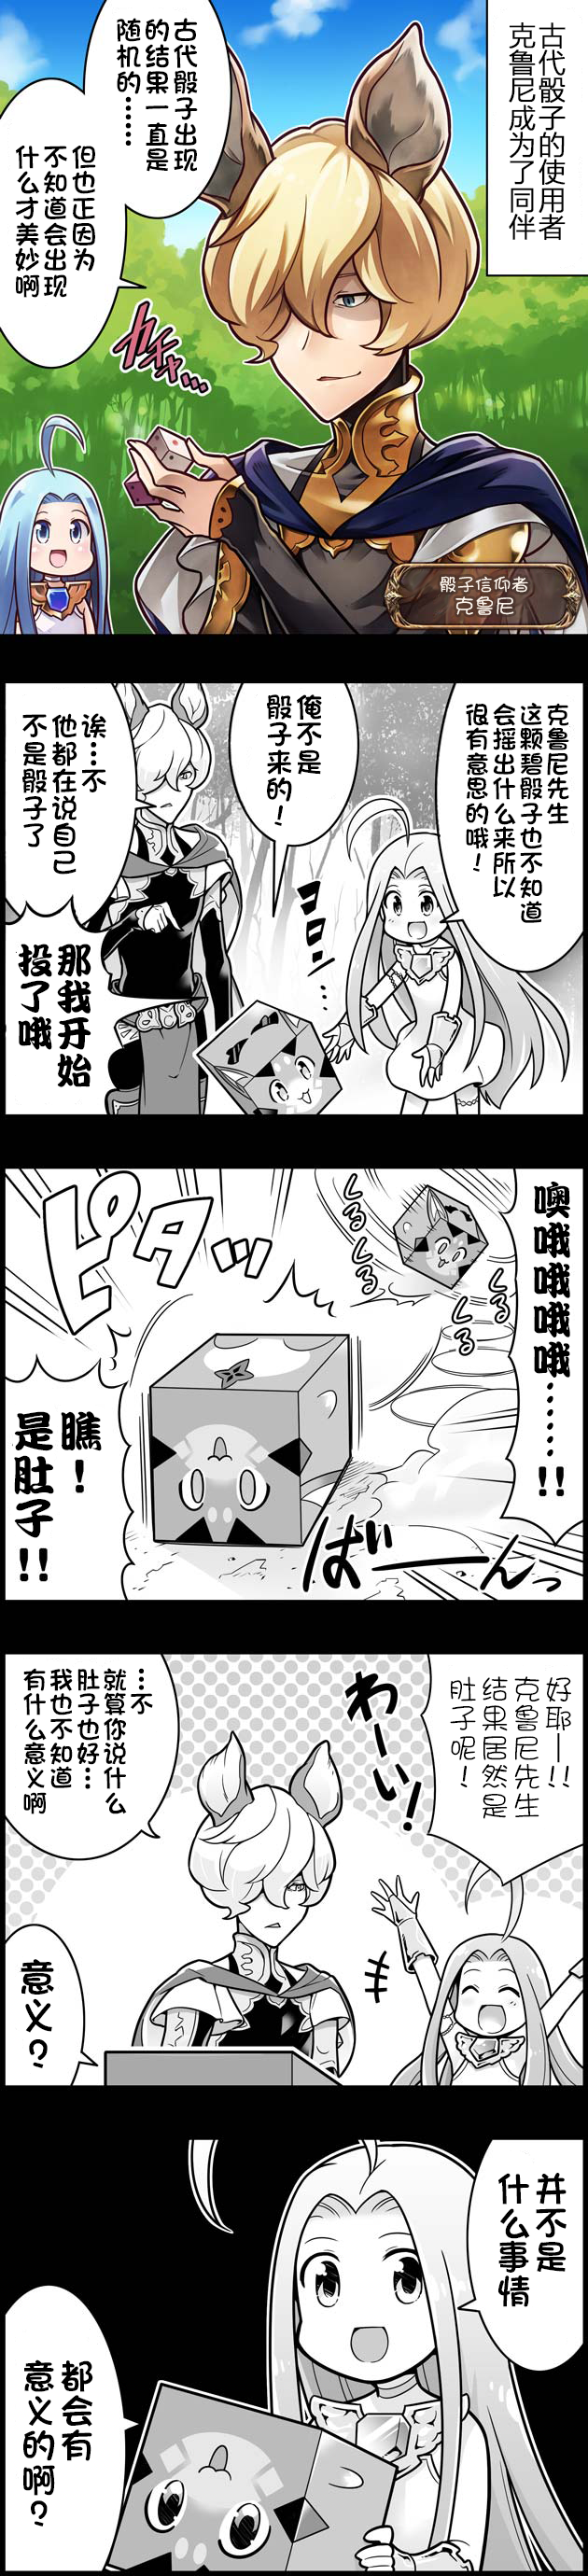 古代骰子的使用者
克鲁尼成为了同伴
古代骰子出现
的结果一直是
随机的……
但也正因为
不知道会出现
什么才美妙啊
カチャ…
骰子信仰者
克鲁尼
克鲁尼先生
这颗碧骰子也不知道
会摇出什么来所以
很有意思的哦！
俺不是
骰子来的！
诶…不
他都在说自己
不是骰子了
那我开始
投了哦
噢哦哦哦哦……!!
くるくる
くるくる
ピタッ
ばーーんっ
瞧！
是肚子!!
好耶—!!
克鲁尼先生
结果居然是
肚子呢！
わーい！
…不
就算你说什么
肚子也好…
我也不知道
有什么意义啊
意义？
并不是
什么事情
都会有
意义的啊？